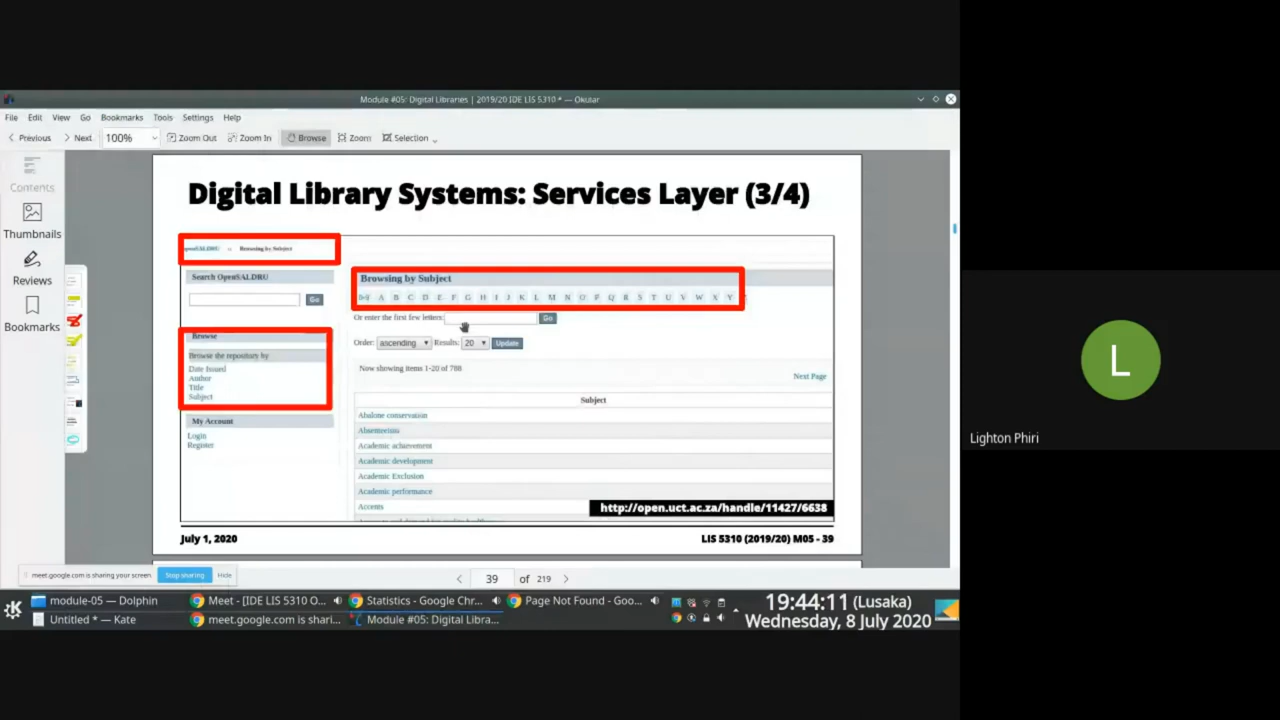 Module #05: Digital Libraries | 2019/20 IDE LIS 5310 * — Okular
File Edit View Go Bookmarks Tools Settings Help
Previous Next 100% Zoom Out Zoom In Browse Zoom Selection
Contents
Thumbnails
Reviews
Bookmarks
Digital Library Systems: Services Layer (3/4)
openSALDRU Browsing by Subject
Search OpenSALDRU
Go
Browse
Browse the repository by
Date Issued
Author
Title
Subject
My Account
Login
Register
Browsing by Subject
0-9 A B C D E F G H I J K L M N O P Q R S T U V W X Y
Or enter the first few letters: Go
Order: ascending Results: 20 Update
Now showing items 1-20 of 788
Next Page
Subject
Abalone conservation
Absenteeism
Academic achievement
Academic development
Academic Exclusion
Academic performance
Accents
http://open.uct.ac.za/handle/11427/6638
July 1, 2020 LIS 5310 (2019/20) M05 - 39
meet.google.com is sharing your screen. Stop sharing Hide
39 of 219
module-05 — Dolphin Meet - [IDE LIS 5310 O... Statistics - Google Chr... Page Not Found - Goo...
Untitled * — Kate meet.google.com is shari... Module #05: Digital Libra...
19:44:11 (Lusaka)
Wednesday, 8 July 2020
L
Lighton Phiri